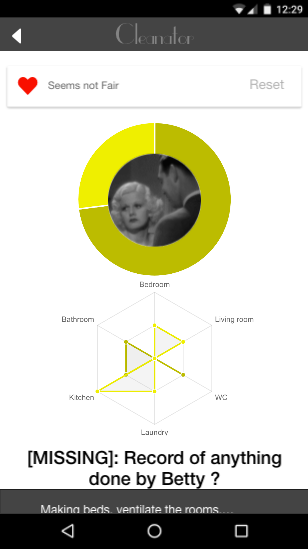 12:29
Cleanator
Seems not Fair
Reset
Bedroom
Bathroom
Living room
Kitchen
WC
Laundry
[MISSING]: Record of anything
done by Betty ?
Making beds, ventilate the rooms....